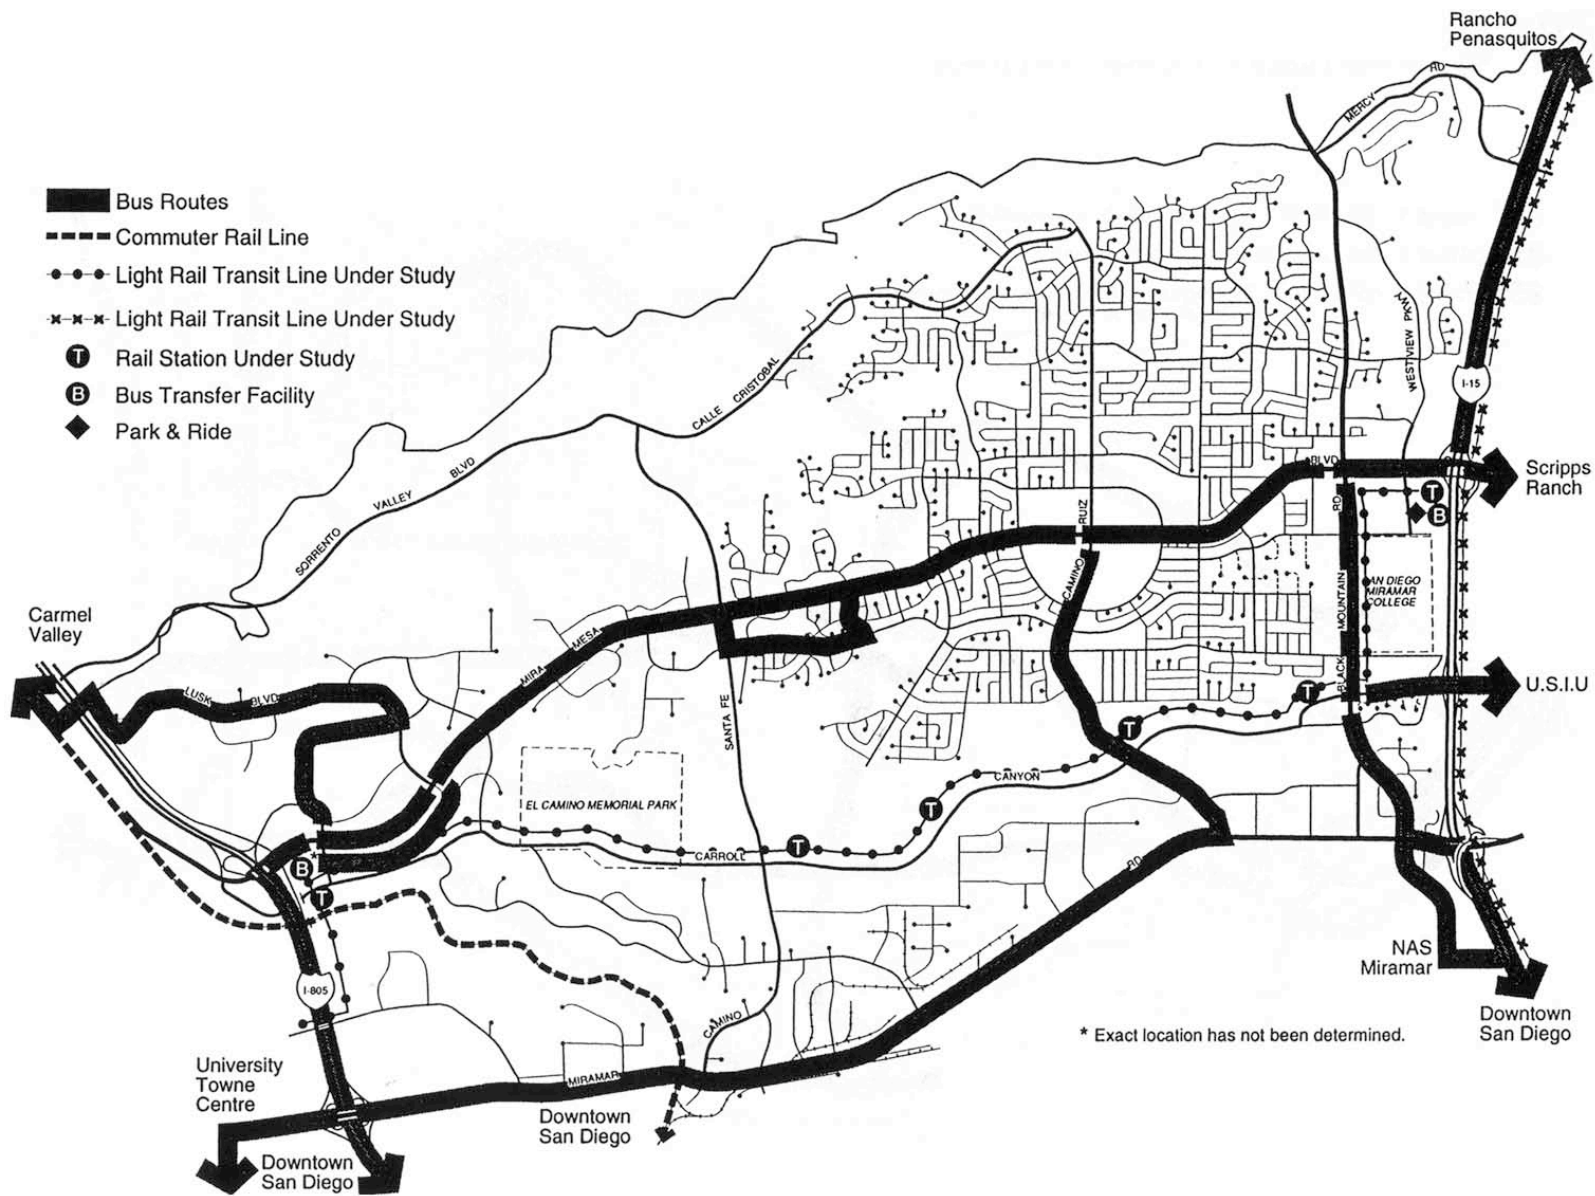 Rancho
Penasquitos
MERCY
RD
Bus Routes
Commuter Rail Line
Light Rail Transit Line Under Study
Light Rail Transit Line Under Study
T Rail Station Under Study
B Bus Transfer Facility
Park & Ride
WESTVIEW PKWY
I-15
CALLE CRISTOBAL
SORRENTO VALLEY BLVD
BLVD
Scripps
Ranch
RD
T
B
RUIZ
CAMINO
AN DIEGO
MIRAMAR
COLLEGE
MOUNTAIN
BLACK
Carmel
Valley
MIRA MESA
LUSK BLVD
SANTA FE
T
U.S.I.U
T
CANYON
EL CAMINO MEMORIAL PARK
T
T
CARROLL
RD
*
B
T
NAS
Miramar
I-805
CAMINO
Downtown
San Diego
* Exact location has not been determined.
University
Towne
Centre
MIRAMAR
Downtown
San Diego
Downtown
San Diego